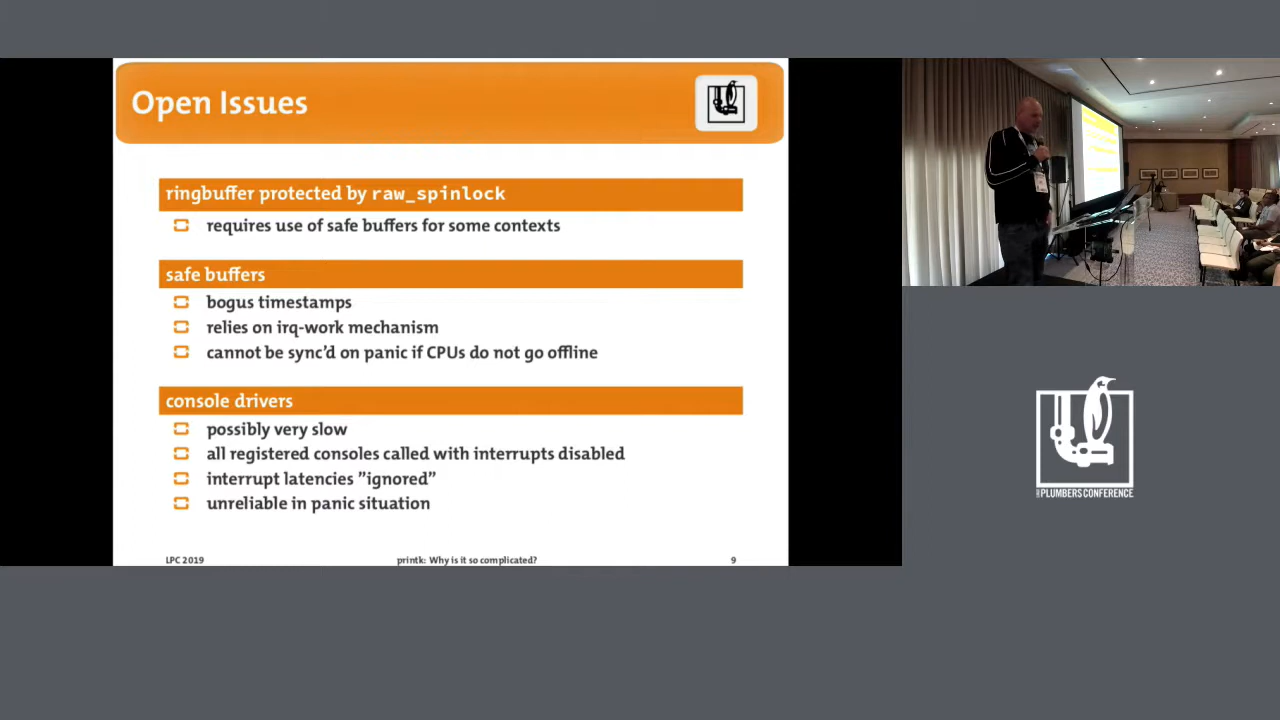 Open Issues
ringbuffer protected by raw_spinlock
requires use of safe buffers for some contexts
safe buffers
bogus timestamps
relies on irq-work mechanism
cannot be sync'd on panic if CPUs do not go offline
console drivers
possibly very slow
all registered consoles called with interrupts disabled
interrupt latencies ”ignored”
unreliable in panic situation
LPC 2019 printk: Why is it so complicated? 9
PLUMBERS CONFERENCE